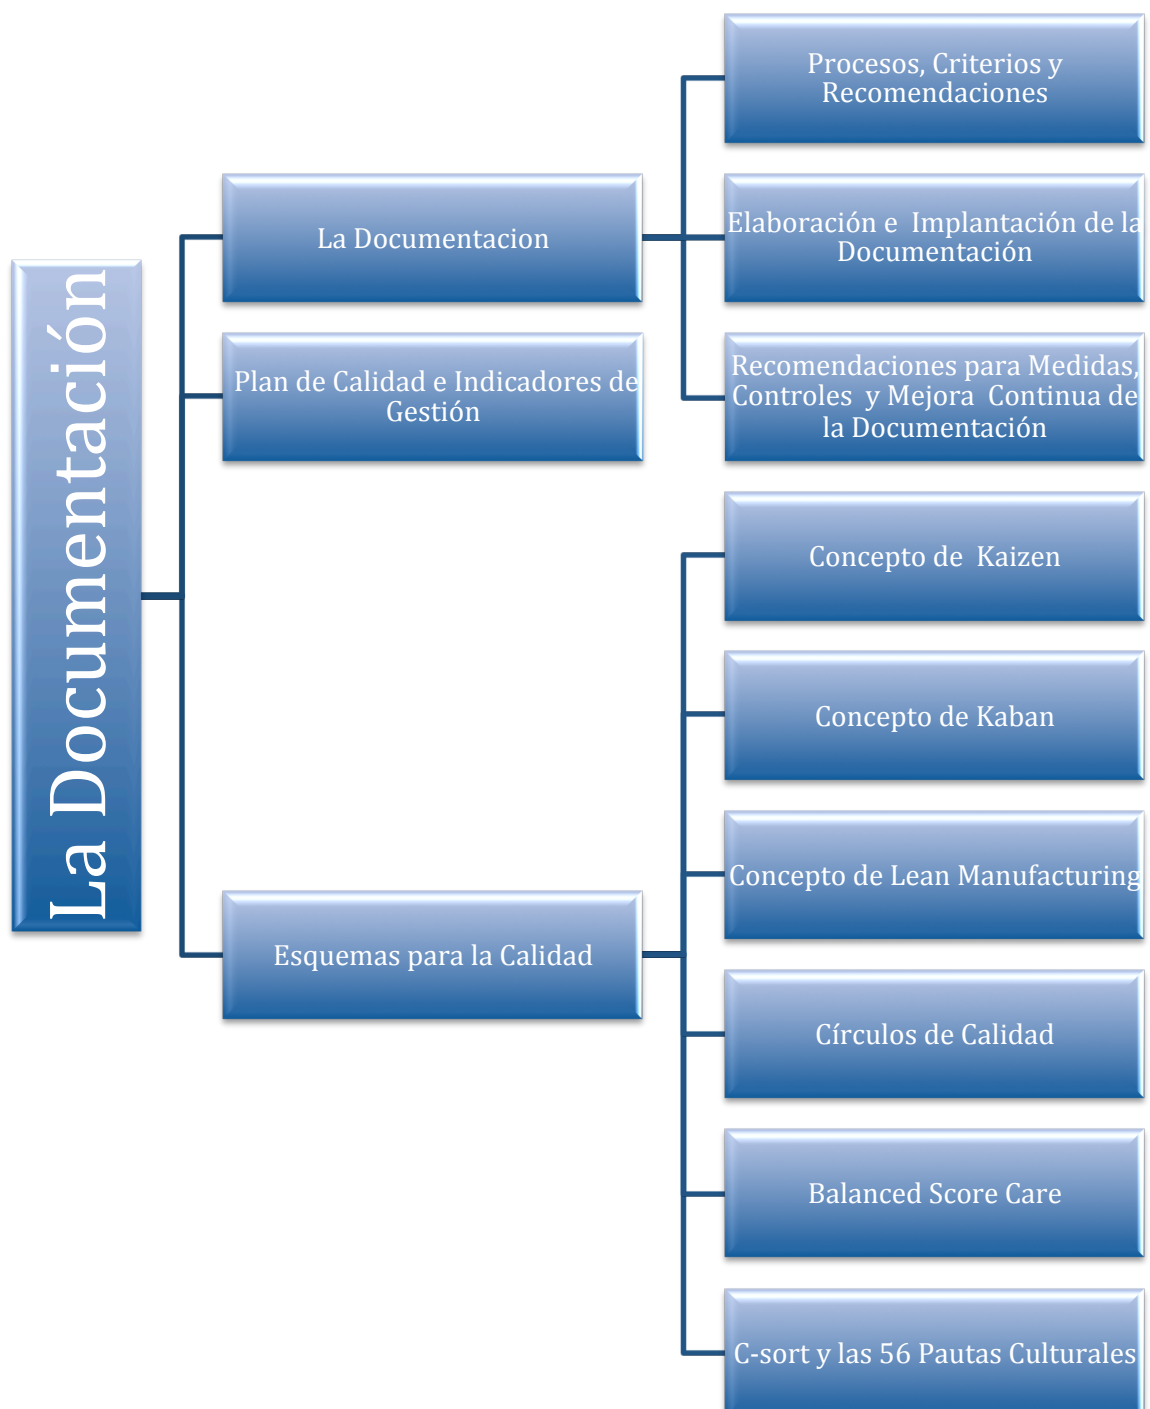 La Documentación
La Documentacion
Procesos, Criterios y
Recomendaciones
Elaboración e Implantación de la
Documentación
Recomendaciones para Medidas,
Controles y Mejora Continua de
la Documentación
Plan de Calidad e Indicadores de
Gestión
Esquemas para la Calidad
Concepto de Kaizen
Concepto de Kaban
Concepto de Lean Manufacturing
Círculos de Calidad
Balanced Score Care
C-sort y las 56 Pautas Culturales